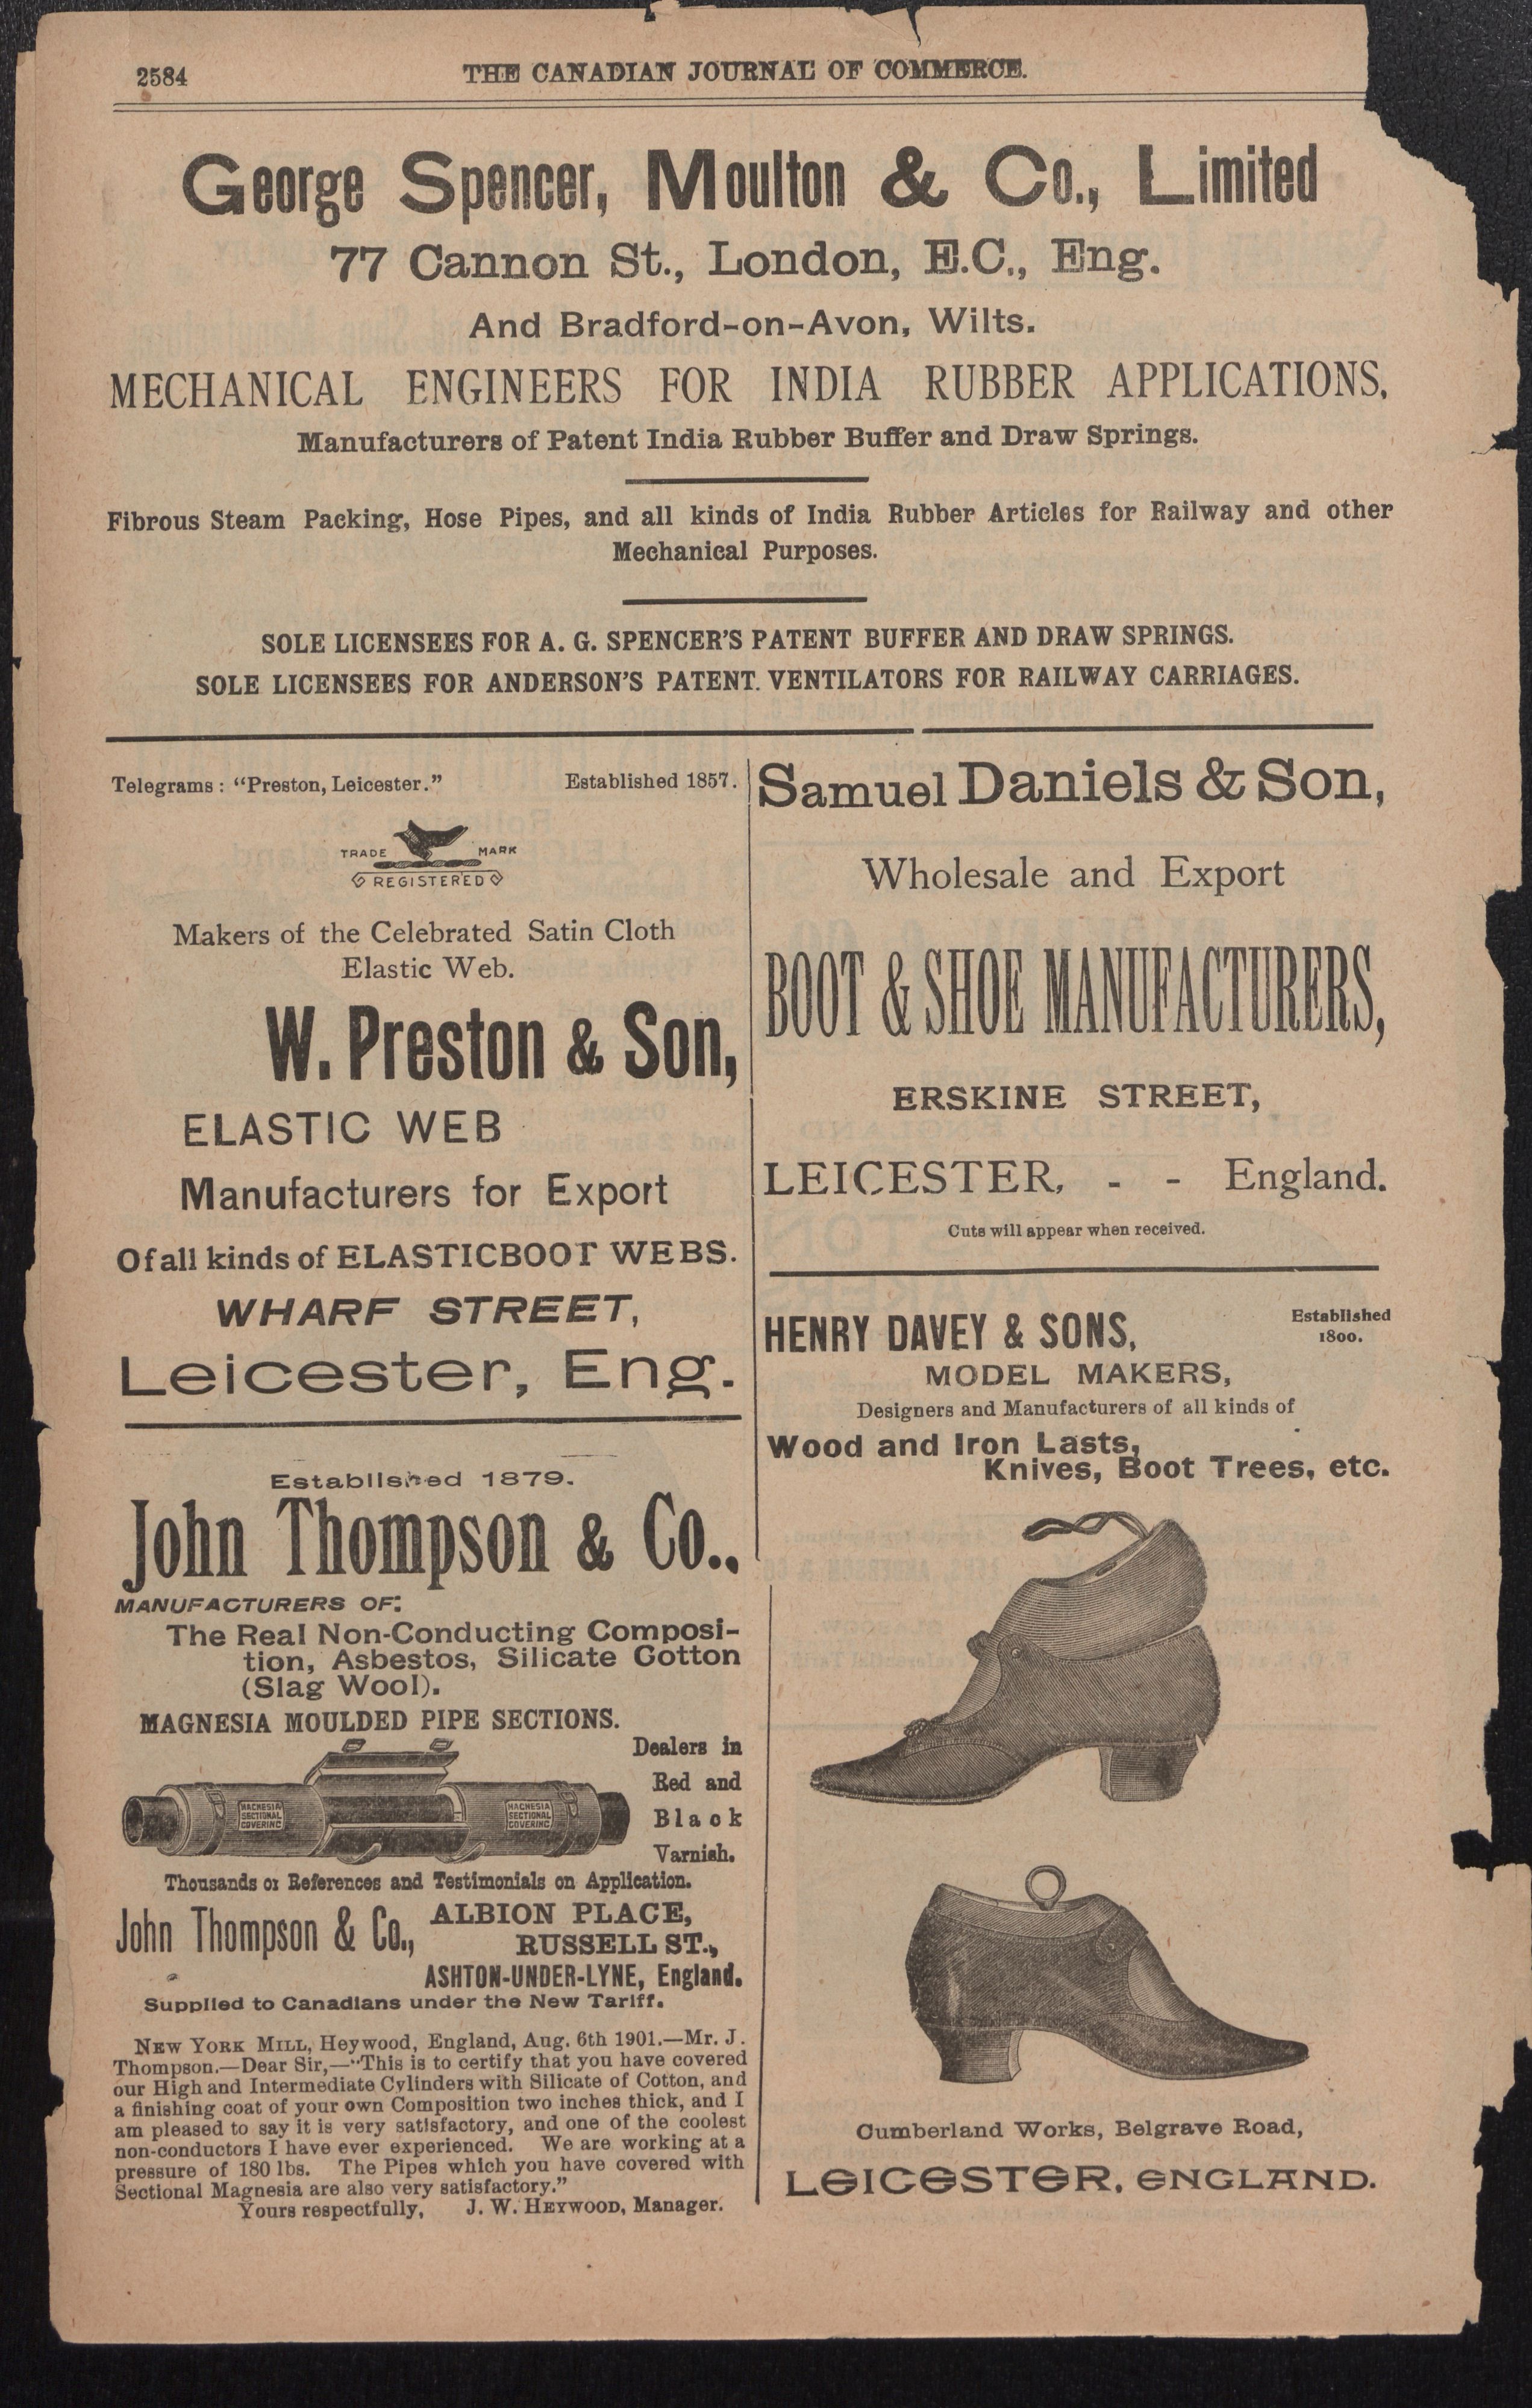 2584
THE CANADIAN JOURNAL OF COMMERCE.
George Spencer, Moulton & Co., Limited
77 Cannon St., London, E.C., Eng.
And Bradford-on-Avon, Wilts.
MECHANICAL ENGINEERS FOR INDIA RUBBER APPLICATIONS,
Manufacturers of Patent India Rubber Buffer and Draw Springs.
Fibrous Steam Packing, Hose Pipes, and all kinds of India Rubber Articles for Railway and other
Mechanical Purposes.
SOLE LICENSEES FOR A. G. SPENCER'S PATENT BUFFER AND DRAW SPRINGS.
SOLE LICENSEES FOR ANDERSON'S PATENT. VENTILATORS FOR RAILWAY CARRIAGES.
Telegrams: "Preston, Leicester." Established 1857.
TRADE MARK
REGISTERED
Makers of the Celebrated Satin Cloth
Elastic Web.
W. Preston & Son,
ELASTIC WEB
Manufacturers for Export
Of all kinds of ELASTICBOOT WEBS.
WHARF STREET,
Leicester, Eng.
Established 1879.
John Thompson & Co.,
MANUFACTURERS OF:
The Real Non-Conducting Composi-
tion, Asbestos, Silicate Cotton
(Slag Wool).
MAGNESIA MOULDED PIPE SECTIONS.
Dealers in
Red and
Black
Varnish.
MAGNESIA
SECTIONAL
COVERING
MAGNESIA
SECTIONAL
COVERING
Thousands or References and Testimonials on Application.
John Thompson & Co., ALBION PLACE,
RUSSELL ST.,
ASHTON-UNDER-LYNE, England.
Supplied to Canadians under the New Tariff.
NEW YORK MILL, Heywood, England, Aug. 6th 1901.—Mr. J.
Thompson.—Dear Sir,—"This is to certify that you have covered
our High and Intermediate Cylinders with Silicate of Cotton, and
a finishing coat of your own Composition two inches thick, and I
am pleased to say it is very satisfactory, and one of the coolest
non-conductors I have ever experienced. We are working at a
pressure of 180 lbs. The Pipes which you have covered with
Sectional Magnesia are also very satisfactory."
Yours respectfully, J. W. HEYWOOD, Manager.
Samuel Daniels & Son,
Wholesale and Export
BOOT & SHOE MANUFACTURERS,
ERSKINE STREET,
LEICESTER, - - England.
Cuts will appear when received.
HENRY DAVEY & SONS,
Established
1800.
MODEL MAKERS,
Designers and Manufacturers of all kinds of
Wood and Iron Lasts,
Knives, Boot Trees, etc.
Cumberland Works, Belgrave Road,
LEICESTER, ENGLAND.